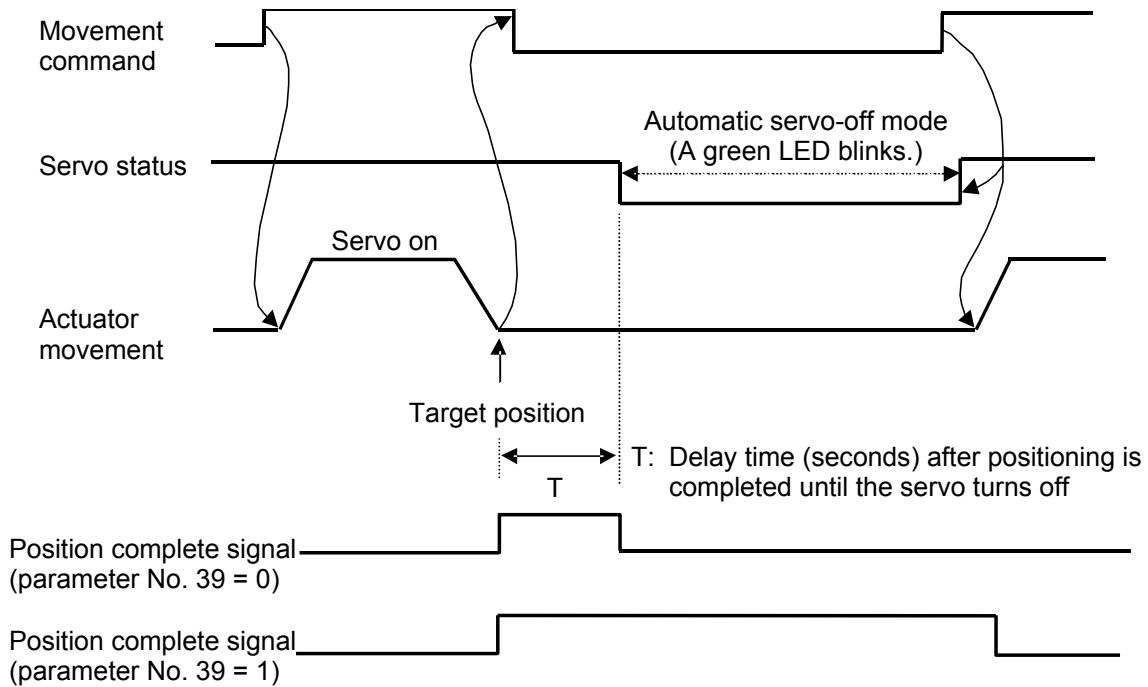 Movement
command
Automatic servo-off mode
(A green LED blinks.)
Servo status
Servo on
Actuator
movement
Target position
T
T: Delay time (seconds) after positioning is
completed until the servo turns off
Position complete signal
(parameter No. 39 = 0)
Position complete signal
(parameter No. 39 = 1)